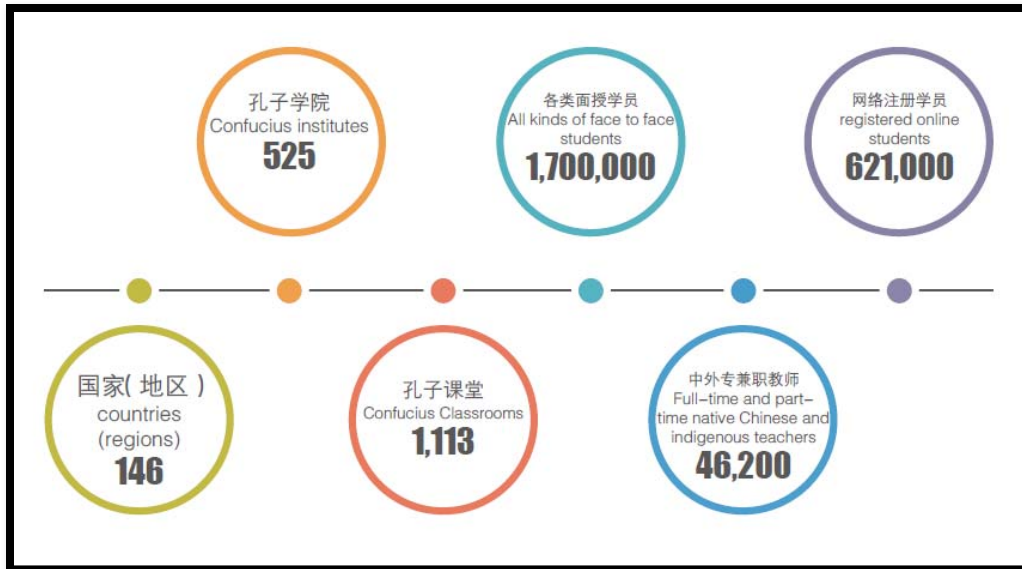 孔子学院
Confucius institutes
525
各类面授学员
All kinds of face to face
students
1,700,000
网络注册学员
registered online
students
621,000
国家( 地区 )
countries
(regions)
146
孔子课堂
Confucius Classrooms
1,113
中外专兼职教师
Full-time and part-
time native Chinese and
indigenous teachers
46,200